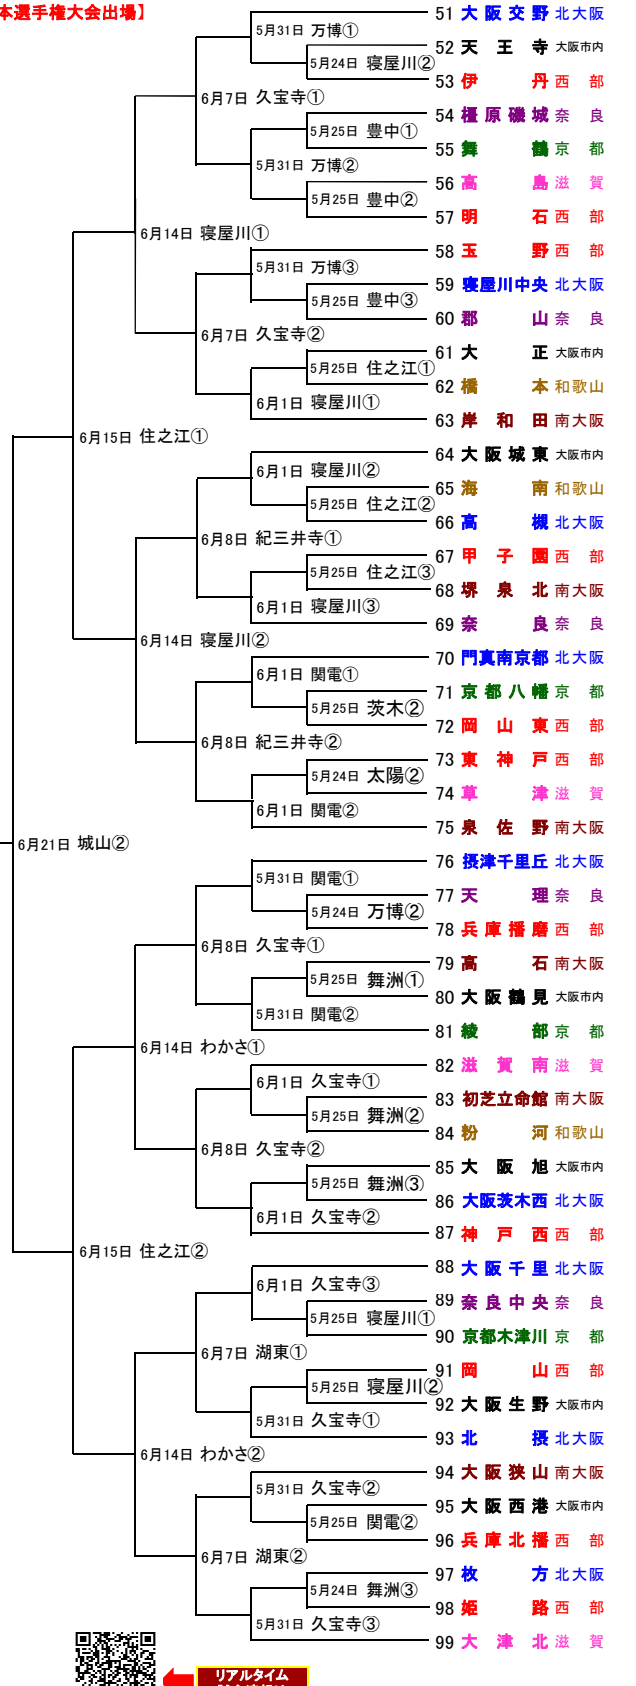 本選手権大会出場】
51 大阪交野 北大阪
5月31日 万博①
52 天王寺 大阪市内
5月24日 寝屋川②
53 伊丹 西部
6月7日 久宝寺①
54 橿原磯城 奈良
5月25日 豊中①
55 舞鶴 京都
5月31日 万博②
56 高島 滋賀
5月25日 豊中②
57 明石 西部
6月14日 寝屋川①
58 玉野 西部
5月31日 万博③
59 寝屋川中央 北大阪
5月25日 豊中③
60 郡山 奈良
6月7日 久宝寺②
61 大正 大阪市内
5月25日 住之江①
62 橋本 和歌山
6月1日 寝屋川①
63 岸和田 南大阪
6月15日 住之江①
64 大阪城東 大阪市内
6月1日 寝屋川②
65 海南 和歌山
5月25日 住之江②
66 高槻 北大阪
6月8日 紀三井寺①
67 甲子園 西部
5月25日 住之江③
68 堺泉北 南大阪
6月1日 寝屋川③
69 奈良 奈良
6月14日 寝屋川②
70 門真南京都 北大阪
6月1日 関電①
71 京都八幡 京都
5月25日 茨木②
72 岡山東 西部
6月8日 紀三井寺②
73 東神戸 西部
5月24日 太陽②
74 草津 滋賀
6月1日 関電②
75 泉佐野 南大阪
6月21日 城山②
76 摂津千里丘 北大阪
5月31日 関電①
77 天理 奈良
5月24日 万博②
78 兵庫播磨 西部
6月8日 久宝寺①
79 高石 南大阪
5月25日 舞洲①
80 大阪鶴見 大阪市内
5月31日 関電②
81 綾部 京都
6月14日 わかさ①
82 滋賀南 滋賀
6月1日 久宝寺①
83 初芝立命館 南大阪
5月25日 舞洲②
84 粉河 和歌山
6月8日 久宝寺②
85 大阪旭 大阪市内
5月25日 舞洲③
86 大阪茨木西 北大阪
6月1日 久宝寺②
87 神戸西 西部
6月15日 住之江②
88 大阪千里 北大阪
6月1日 久宝寺③
89 奈良中央 奈良
5月25日 寝屋川①
90 京都木津川 京都
6月7日 湖東①
91 岡山 西部
5月25日 寝屋川②
92 大阪生野 大阪市内
5月31日 久宝寺①
93 北摂 北大阪
6月14日 わかさ②
94 大阪狭山 南大阪
5月31日 久宝寺②
95 大阪西港 大阪市内
5月25日 関電②
96 兵庫北播 西部
6月7日 湖東②
97 枚方 北大阪
5月24日 舞洲③
98 姫路 西部
5月31日 久宝寺③
99 大津北 滋賀
リアルタイム